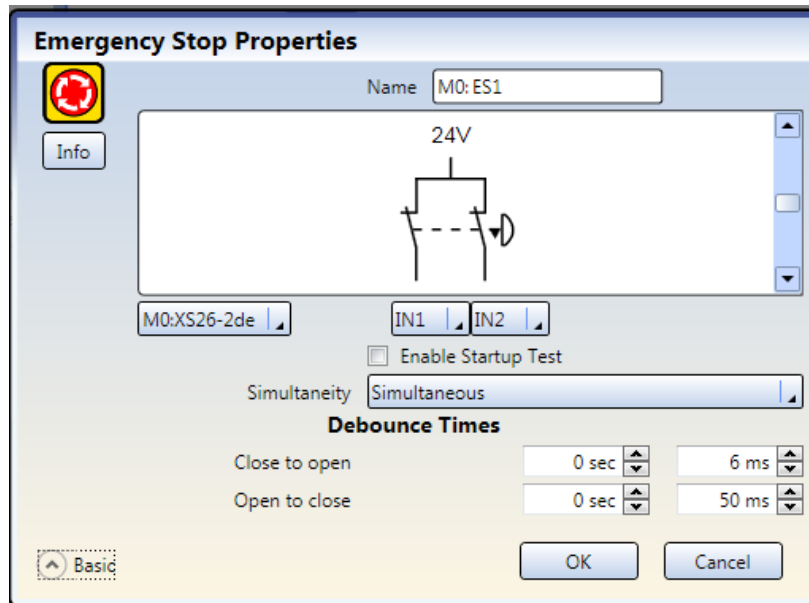 Emergency Stop Properties
Name M0: ES1
Info
24V
M0:XS26-2de IN1 IN2
Enable Startup Test
Simultaneity Simultaneous
Debounce Times
Close to open 0 sec 6 ms
Open to close 0 sec 50 ms
Basic OK Cancel